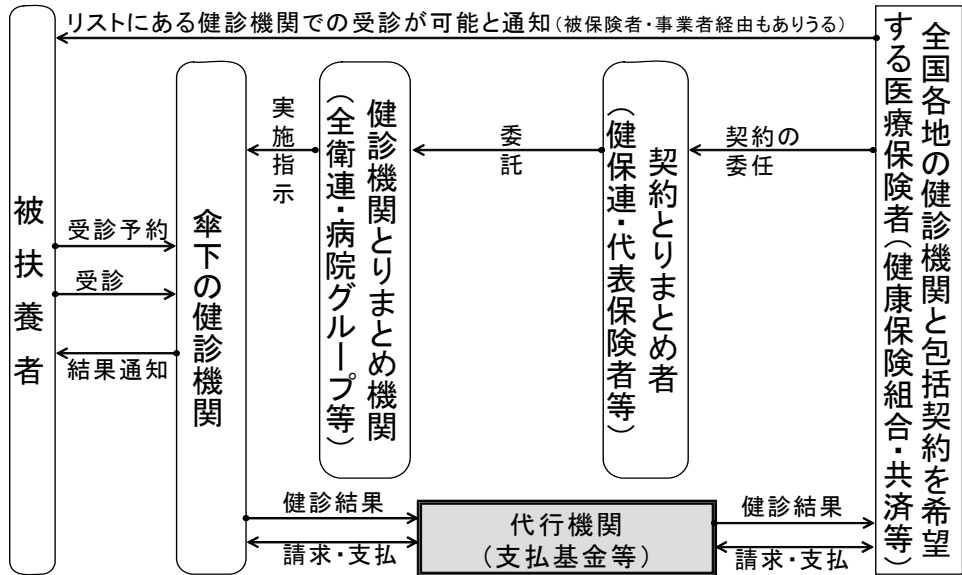 リストにある健診機関での受診が可能と通知(被保険者・事業者経由もありうる)
全国各地の健診機関と包括契約を希望
する医療保険者(健康保険組合・共済等)
契約の
委任
契約とりまとめ者
(健保連・代表保険者等)
委
託
健診機関とりまとめ機関
(全衛連・病院グループ等)
実施
指示
傘下の健診機関
被扶養者
受診予約
受診
結果通知
健診結果
請求・支払
代行機関
(支払基金等)
健診結果
請求・支払